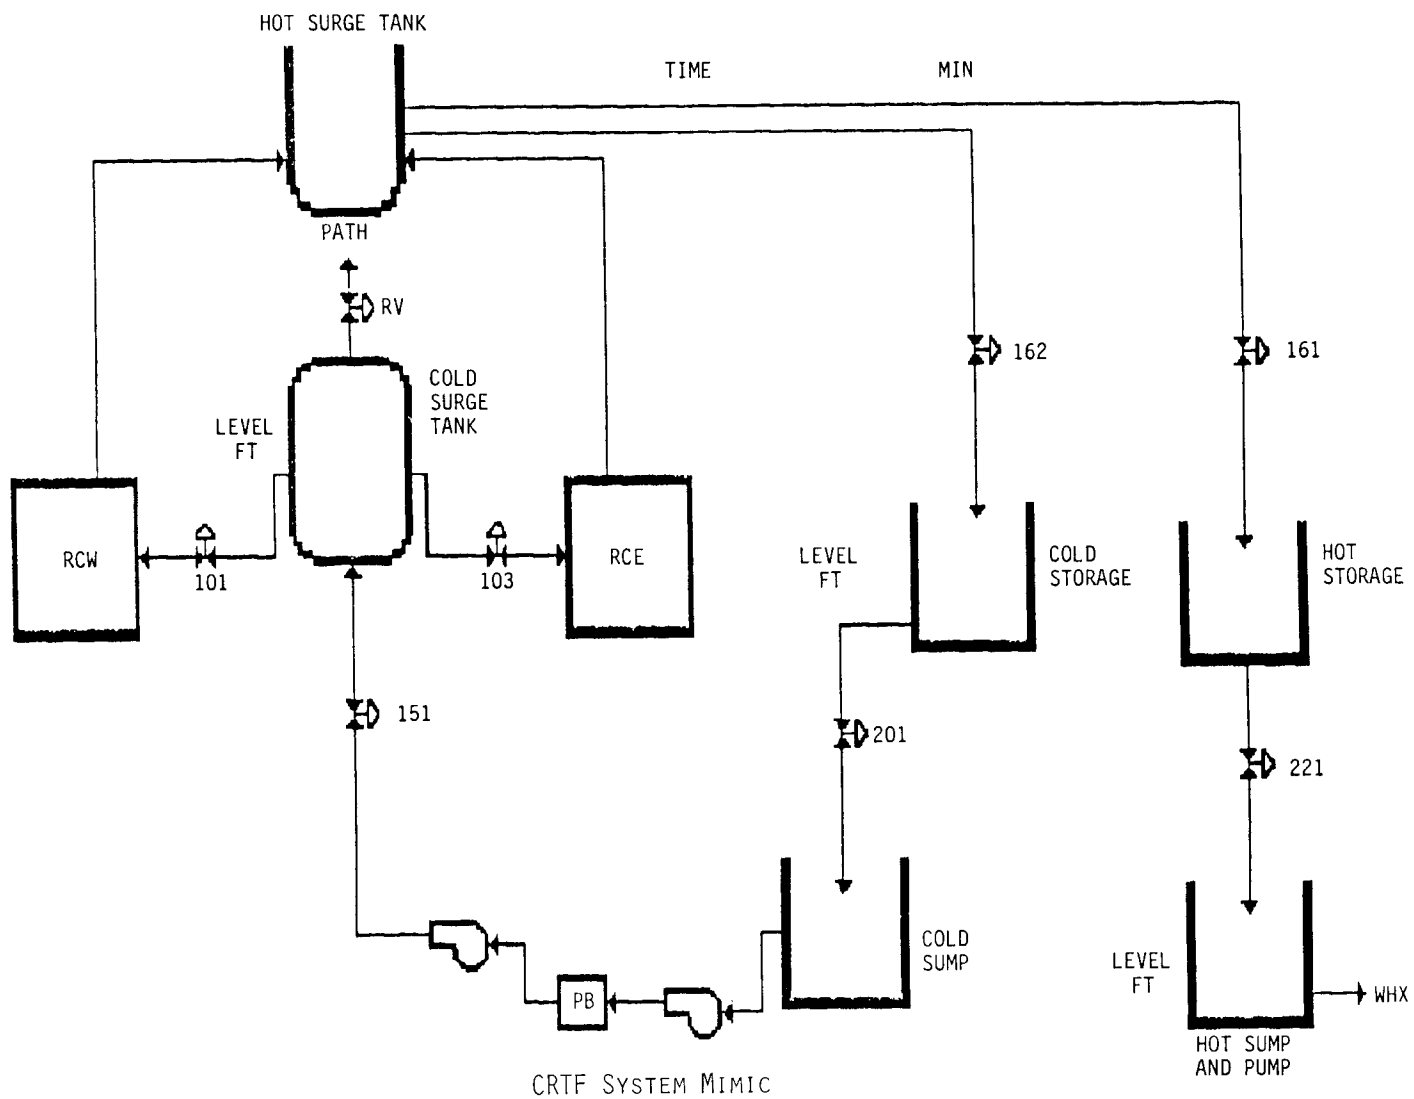 HOT SURGE TANK
TIME MIN
PATH
RV
162
161
COLD
SURGE
TANK
LEVEL
FT
RCW
101
103
RCE
LEVEL
FT
COLD
STORAGE
HOT
STORAGE
151
201
221
COLD
SUMP
LEVEL
FT
PB
WHX
HOT SUMP
AND PUMP
CRTF SYSTEM MIMIC